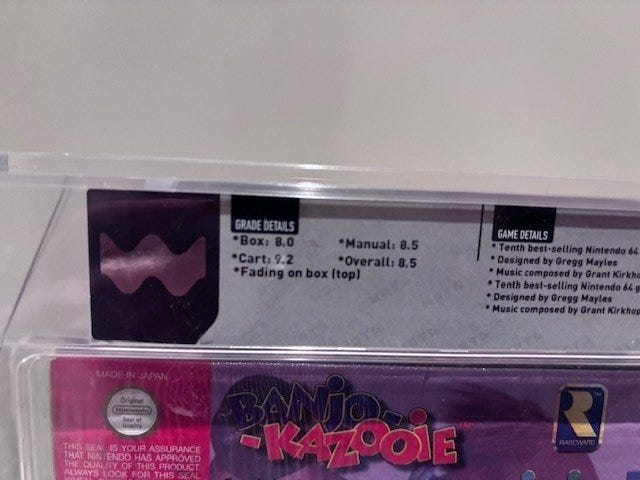 GRADE DETAILS
*Box: 8.0 *Manual: 8.5
*Cart: 9.2 *Overall: 8.5
*Fading on box (top)
GAME DETAILS
* Tenth best-selling Nintendo 64
* Designed by Gregg Mayles
* Music composed by Grant Kirkho
* Tenth best-selling Nintendo 64 g
* Designed by Gregg Mayles
* Music composed by Grant Kirkhop
MADE IN JAPAN
Original
Nintendo
Seal of
Quality
THIS SEAL IS YOUR ASSURANCE
THAT NINTENDO HAS APPROVED
THE QUALITY OF THIS PRODUCT.
ALWAYS LOOK FOR THIS SEAL
BANJO-
-KAZOOIE™
R
RAREWARE